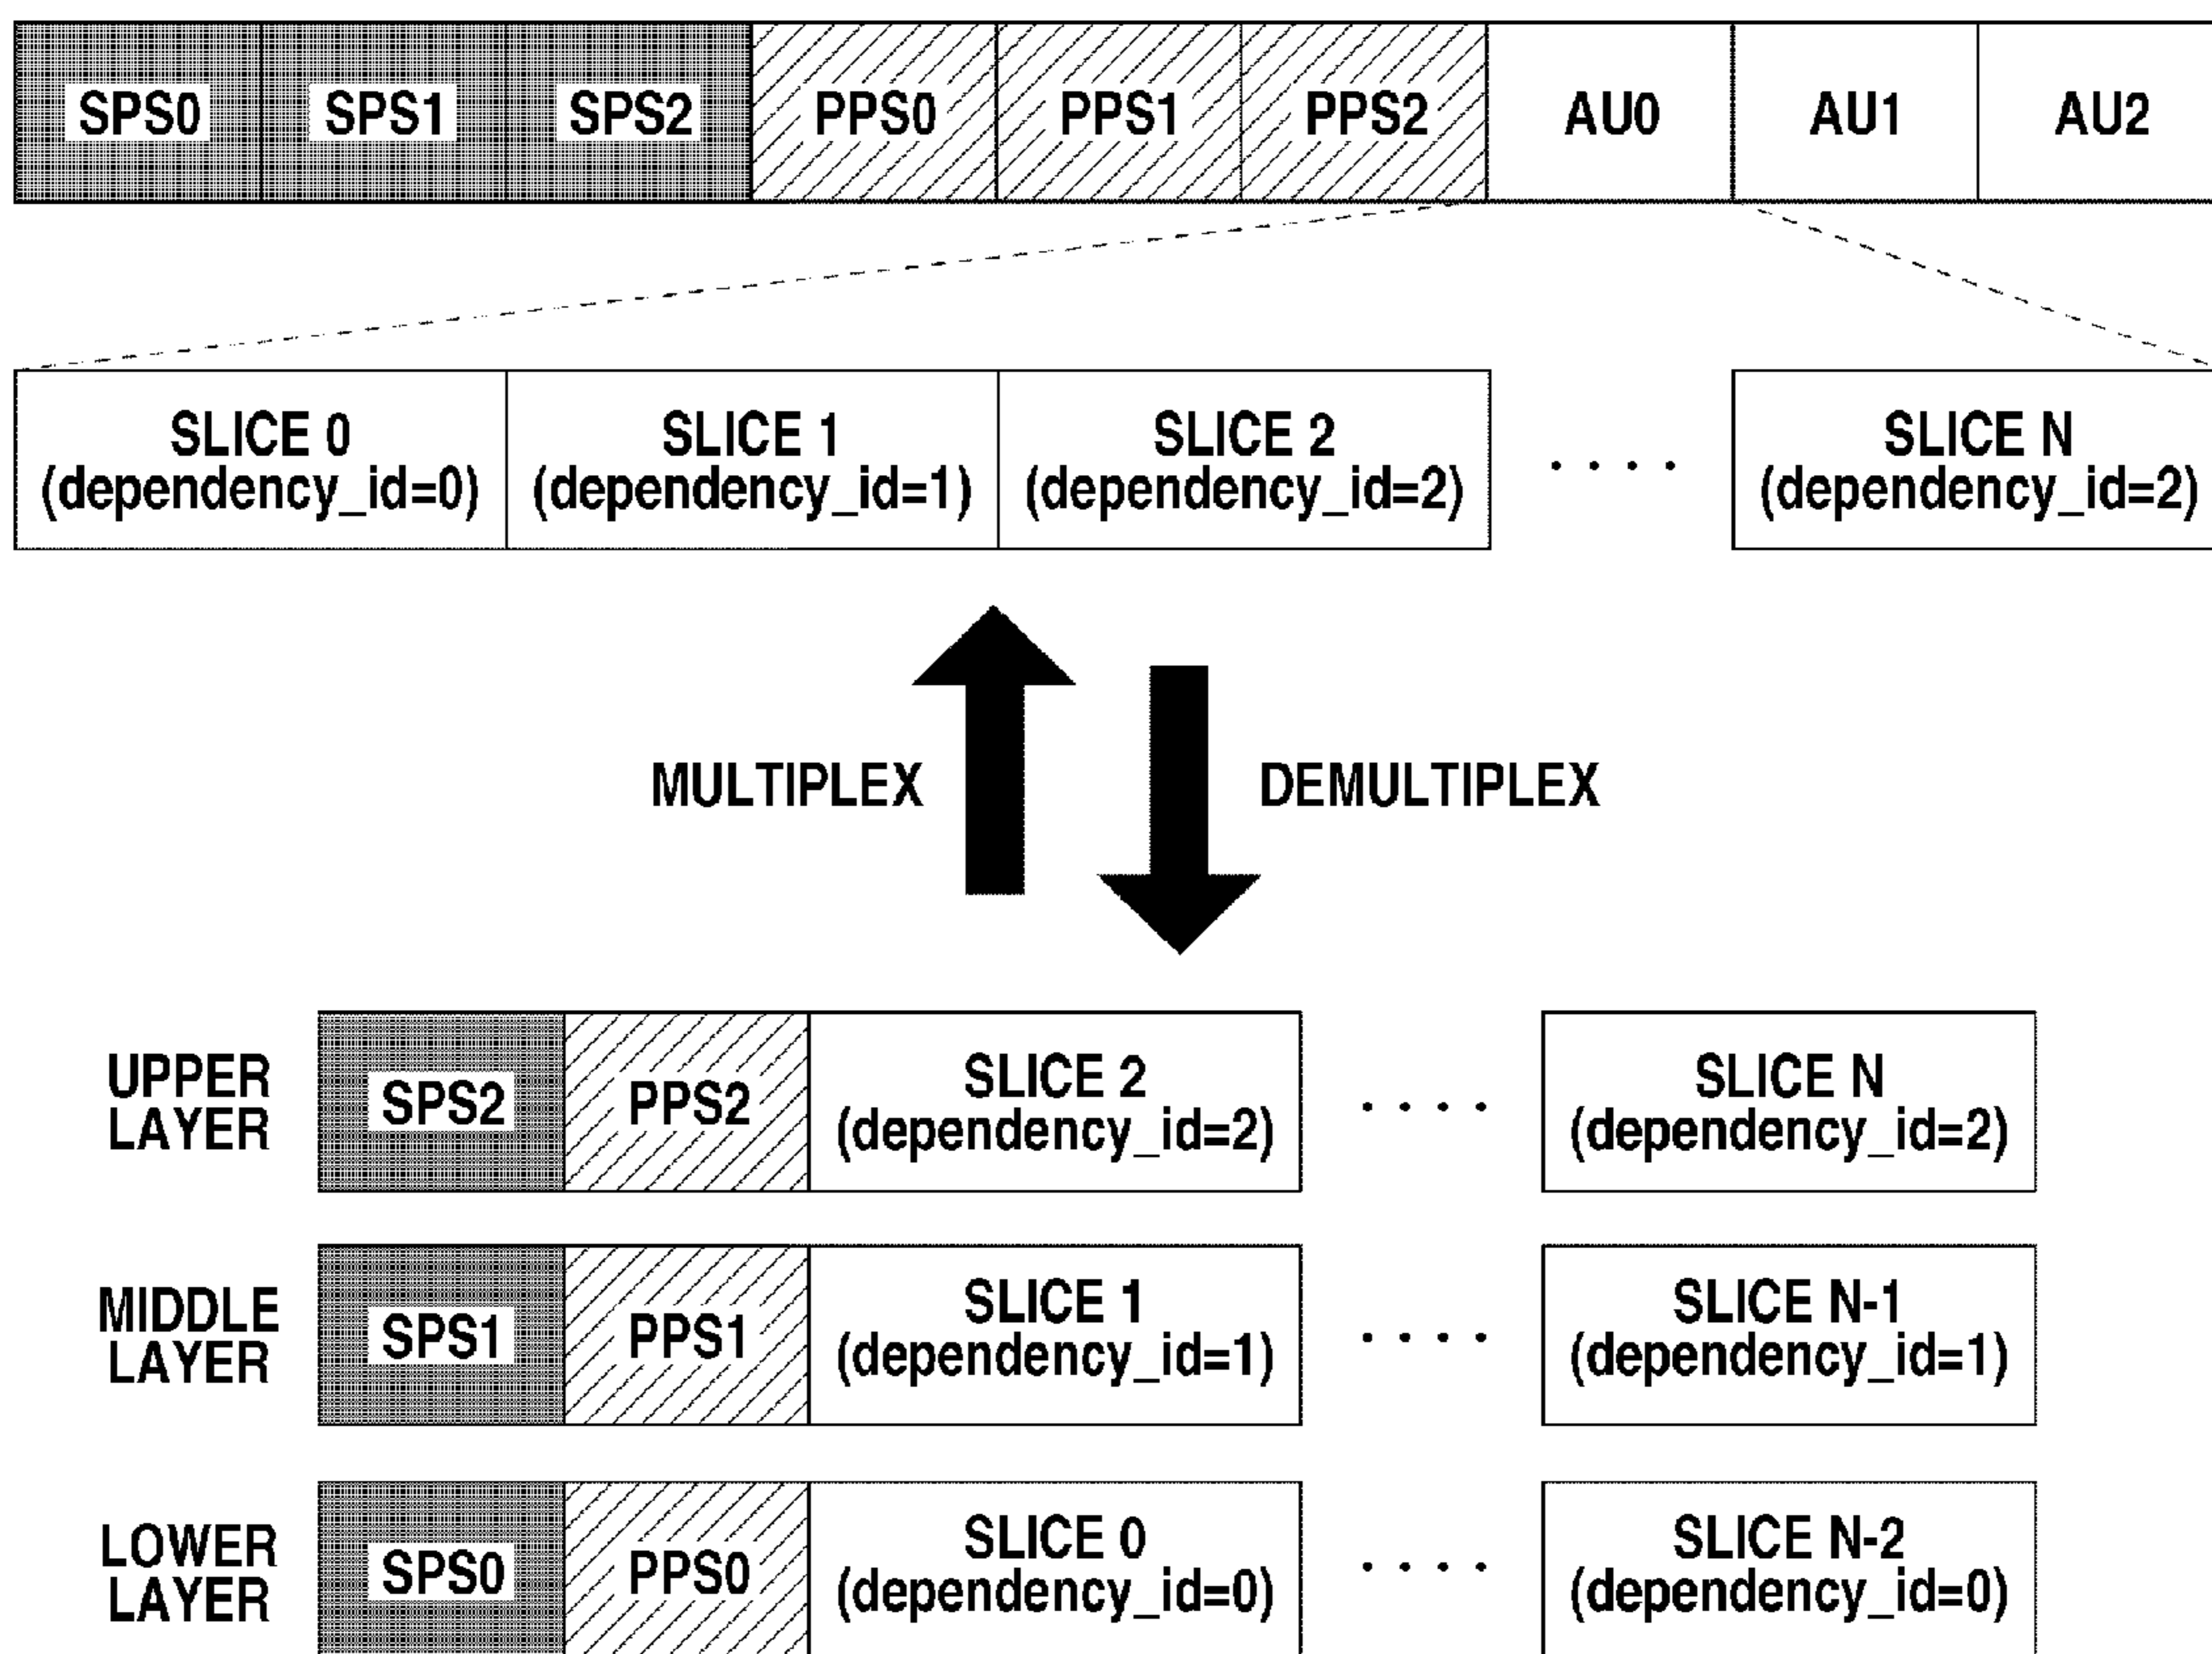 SPS0 SPS1 SPS2 PPS0 PPS1 PPS2 AU0 AU1 AU2
SLICE 0 SLICE 1 SLICE 2 SLICE N
(dependency_id=0) (dependency_id=1) (dependency_id=2) . . . . (dependency_id=2)
MULTIPLEX DEMULTIPLEX
UPPER
LAYER
SPS2 PPS2
SLICE 2
(dependency_id=2)
. . . .
SLICE N
(dependency_id=2)
MIDDLE
LAYER
SPS1 PPS1
SLICE 1
(dependency_id=1)
. . . .
SLICE N-1
(dependency_id=1)
LOWER
LAYER
SPS0 PPS0
SLICE 0
(dependency_id=0)
. . . .
SLICE N-2
(dependency_id=0)